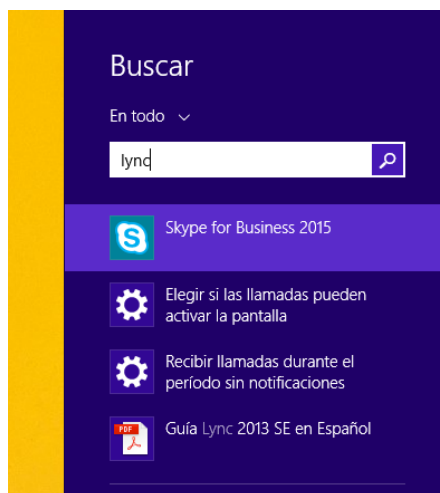 Buscar
En todo
lync
Skype for Business 2015
Elegir si las llamadas pueden
activar la pantalla
Recibir llamadas durante el
período sin notificaciones
PDF
Guía Lync 2013 SE en Español